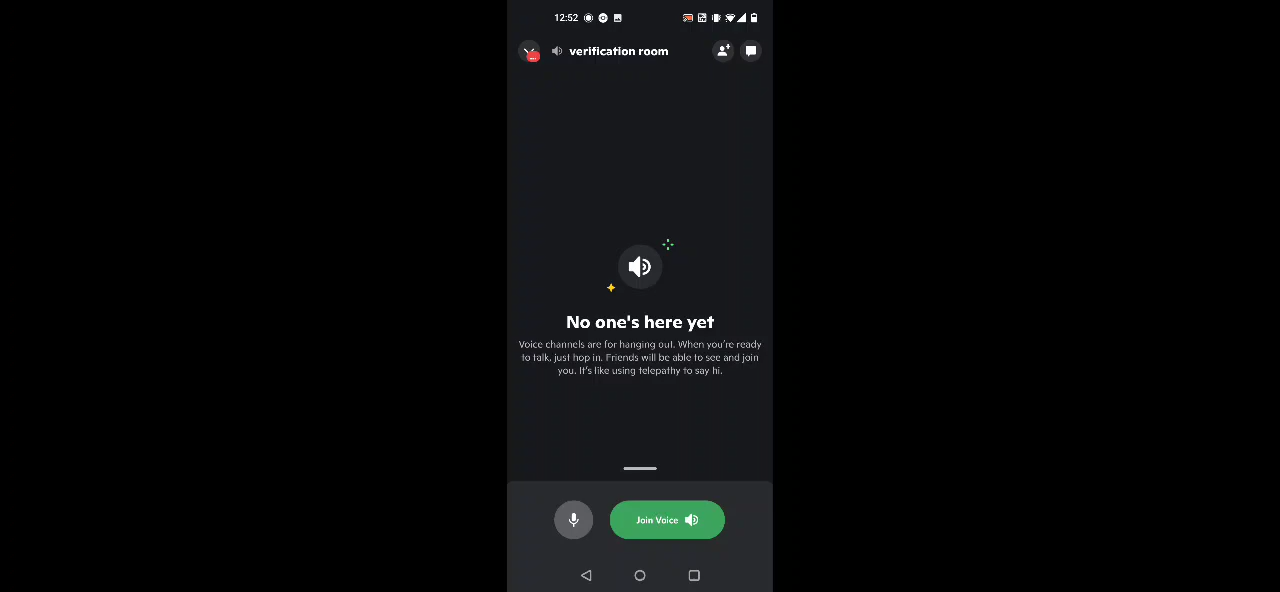 12:52
verification room
No one's here yet
Voice channels are for hanging out. When you're ready
to talk, just hop in. Friends will be able to see and join
you. It's like using telepathy to say hi.
Join Voice